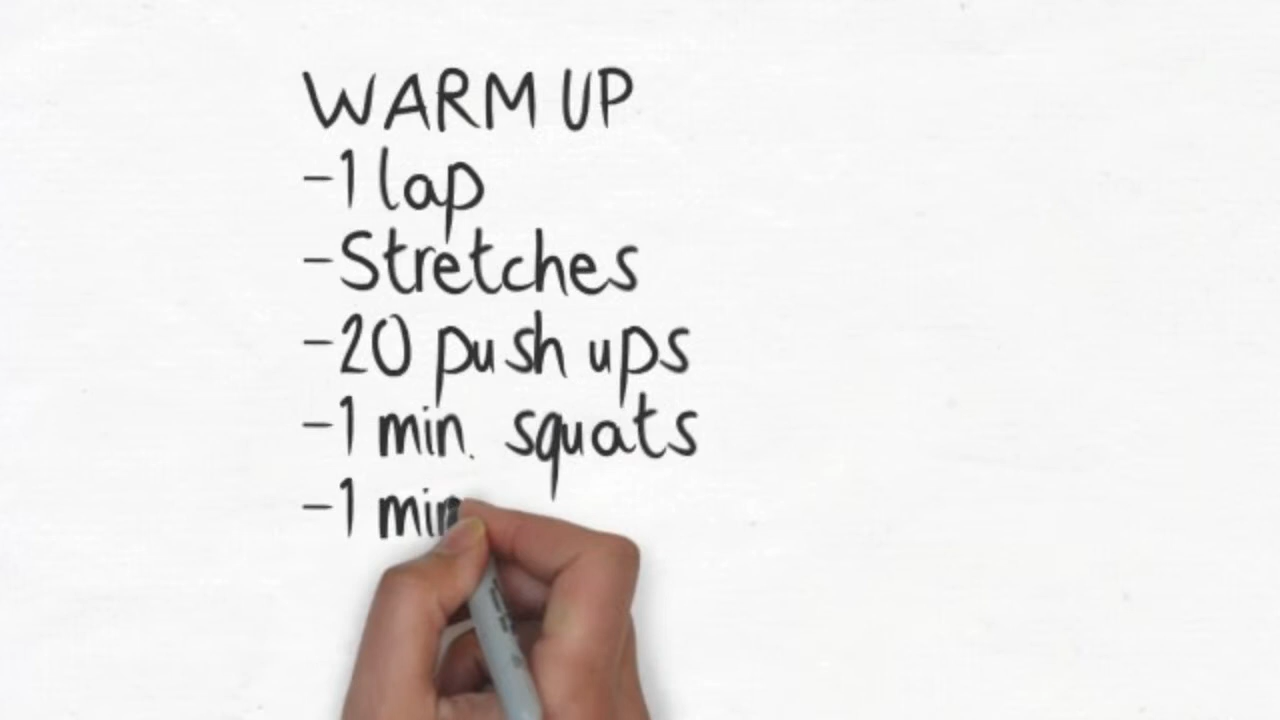 WARM UP
-1 lap
-Stretches
-20 push ups
-1 min. squats
-1 min